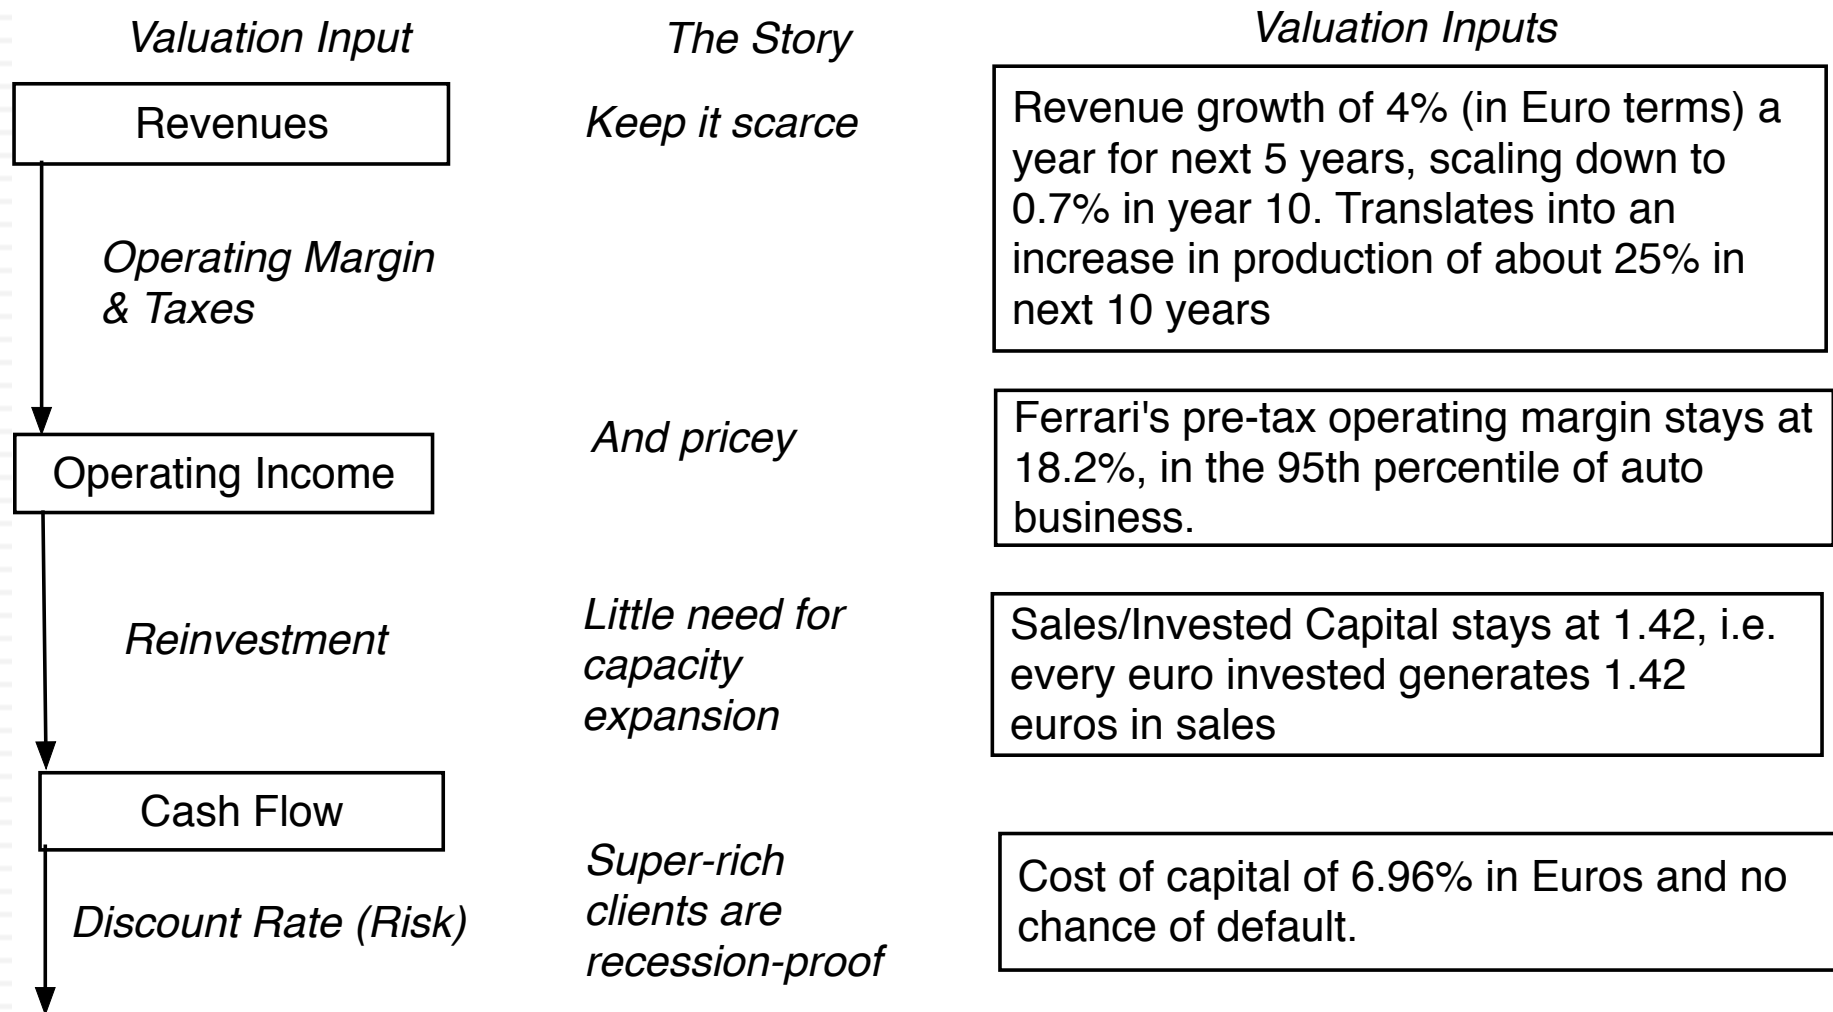 Valuation Input
The Story
Valuation Inputs
Revenues
Keep it scarce
Revenue growth of 4% (in Euro terms) a
year for next 5 years, scaling down to
0.7% in year 10. Translates into an
increase in production of about 25% in
next 10 years
Operating Margin
& Taxes
Operating Income
And pricey
Ferrari's pre-tax operating margin stays at
18.2%, in the 95th percentile of auto
business.
Reinvestment
Little need for
capacity
expansion
Sales/Invested Capital stays at 1.42, i.e.
every euro invested generates 1.42
euros in sales
Cash Flow
Discount Rate (Risk)
Super-rich
clients are
recession-proof
Cost of capital of 6.96% in Euros and no
chance of default.